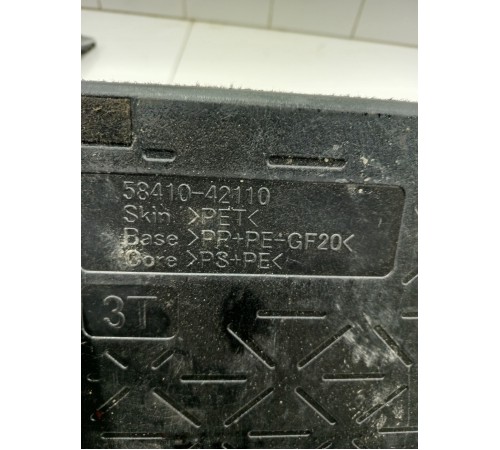 58410-42110
Skin >PET<
Base >PP+PE-GF20<
Core >PS+PE<
3T